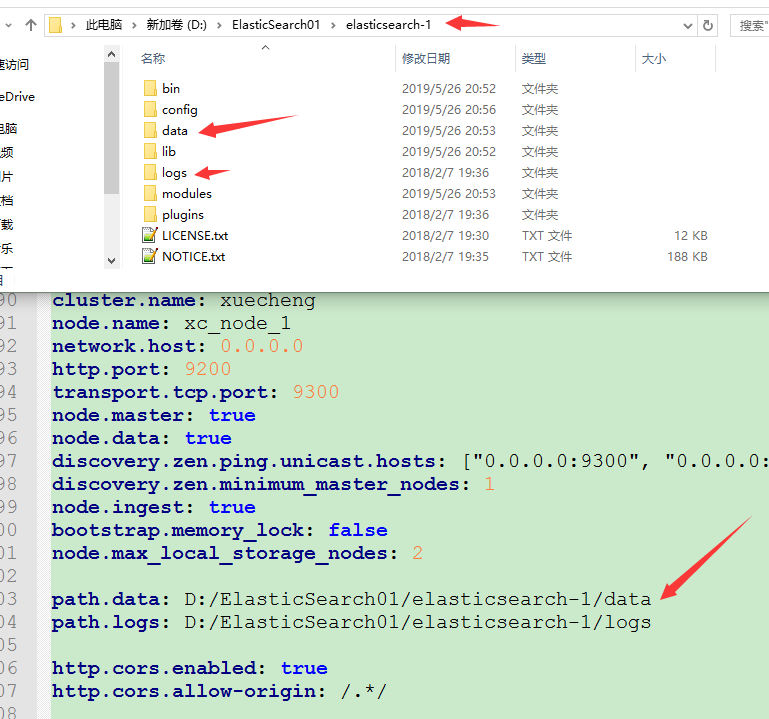 此电脑 新加卷 (D:) ElasticSearch01 elasticsearch-1 搜索"
名称 修改日期 类型 大小
速访问
eDrive
电脑
bin 2019/5/26 20:52 文件夹
config 2019/5/26 20:56 文件夹
data 2019/5/26 20:53 文件夹
lib 2019/5/26 20:52 文件夹
logs 2018/2/7 19:36 文件夹
modules 2019/5/26 20:53 文件夹
plugins 2018/2/7 19:36 文件夹
LICENSE.txt 2018/2/7 19:30 TXT 文件 12 KB
NOTICE.txt 2018/2/7 19:35 TXT 文件 188 KB
90 cluster.name: xuecheng
91 node.name: xc_node_1
92 network.host: 0.0.0.0
93 http.port: 9200
94 transport.tcp.port: 9300
95 node.master: true
96 node.data: true
97 discovery.zen.ping.unicast.hosts: ["0.0.0.0:9300", "0.0.0.0:
98 discovery.zen.minimum_master_nodes: 1
99 node.ingest: true
00 bootstrap.memory_lock: false
01 node.max_local_storage_nodes: 2
02
03 path.data: D:/ElasticSearch01/elasticsearch-1/data
04 path.logs: D:/ElasticSearch01/elasticsearch-1/logs
05
06 http.cors.enabled: true
07 http.cors.allow-origin: /.*/
08